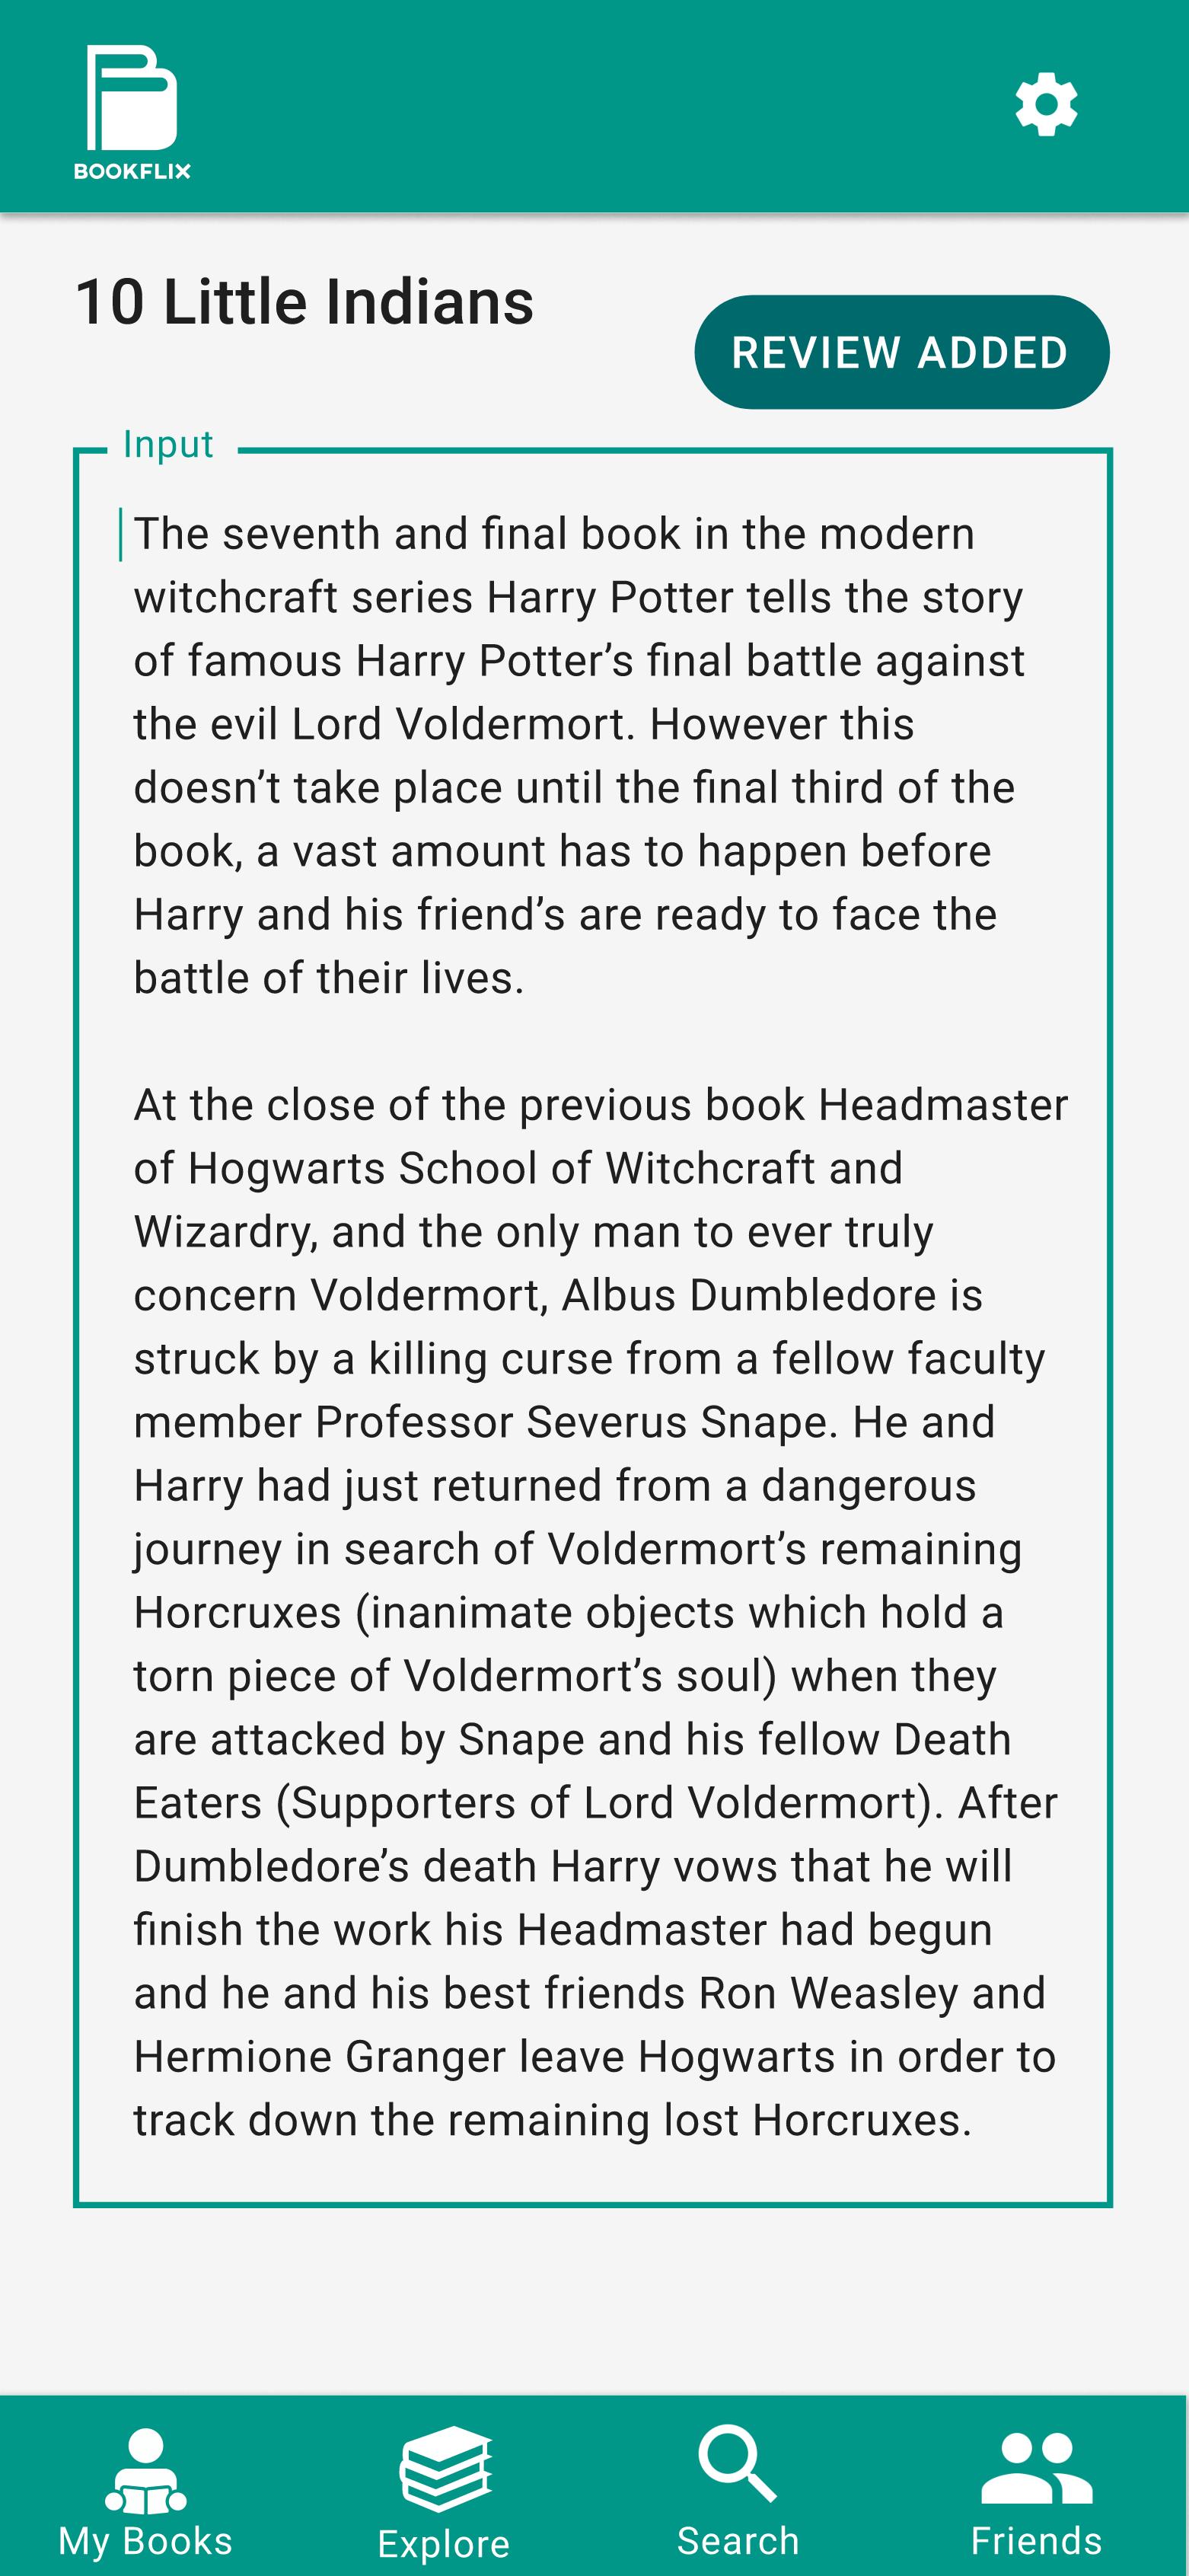 BOOKFLIX
10 Little Indians
REVIEW ADDED
Input
The seventh and final book in the modern
witchcraft series Harry Potter tells the story
of famous Harry Potter’s final battle against
the evil Lord Voldermort. However this
doesn’t take place until the final third of the
book, a vast amount has to happen before
Harry and his friend’s are ready to face the
battle of their lives.
At the close of the previous book Headmaster
of Hogwarts School of Witchcraft and
Wizardry, and the only man to ever truly
concern Voldermort, Albus Dumbledore is
struck by a killing curse from a fellow faculty
member Professor Severus Snape. He and
Harry had just returned from a dangerous
journey in search of Voldermort’s remaining
Horcruxes (inanimate objects which hold a
torn piece of Voldermort’s soul) when they
are attacked by Snape and his fellow Death
Eaters (Supporters of Lord Voldermort). After
Dumbledore’s death Harry vows that he will
finish the work his Headmaster had begun
and he and his best friends Ron Weasley and
Hermione Granger leave Hogwarts in order to
track down the remaining lost Horcruxes.
My Books
Explore
Search
Friends